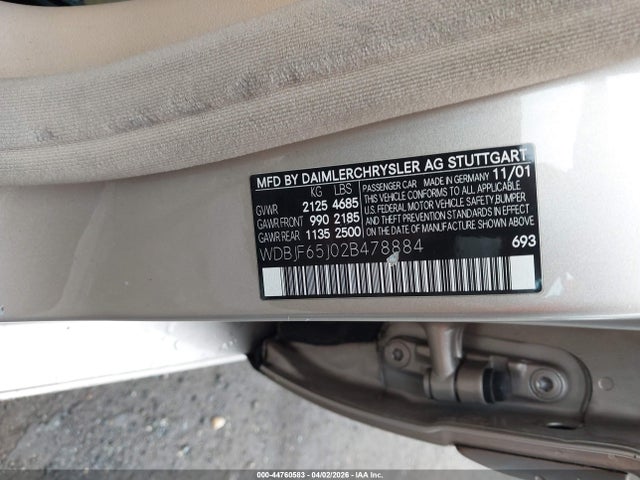 MFD BY DAIMLERCHRYSLER AG STUTTGART
KG LBS PASSENGER CAR MADE IN GERMANY 11/01
GVWR 2125 4685 THIS VEHICLE CONFORMS TO ALL APPLICABLE
GAWR FRONT 990 2185 U.S. FEDERAL MOTOR VEHICLE SAFETY,BUMPER
GAWR REAR 1135 2500 AND THEFT PREVENTION STANDARDS IN
EFFECT ON THE DATE OF MANUFACTURE SHOWN ABOVE
WDBJF65J02B478884
693
000-44760583 - 04/02/2026 - IAA Inc.